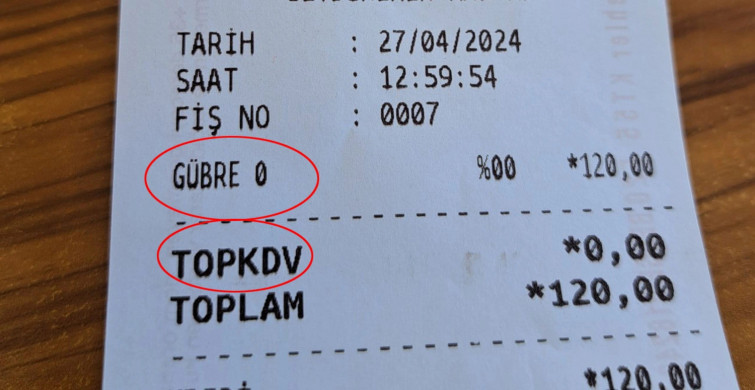 TARİH : 27/04/2024
SAAT : 12:59:54
FİŞ NO : 0007
GÜBRE 0 %00 *120,00
TOPKDV *0,00
TOPLAM *120,00
*120,00